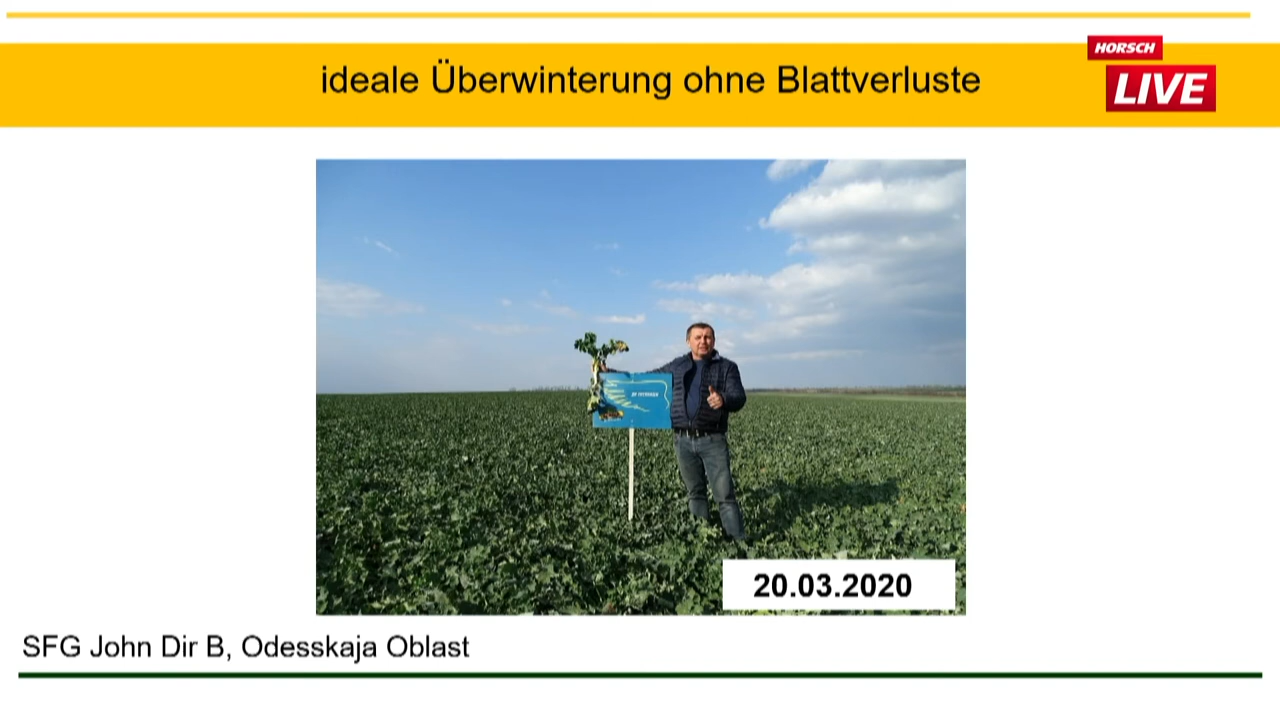 HORSCH
LIVE
ideale Überwinterung ohne Blattverluste
20.03.2020
SFG John Dir B, Odesskaja Oblast